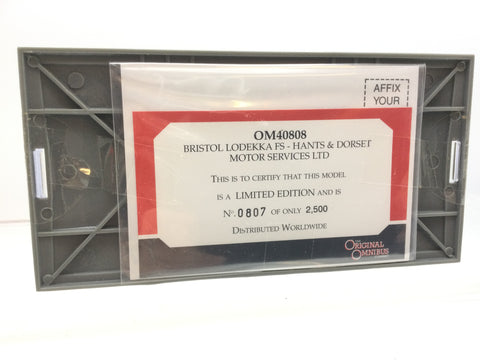 AFFIX
YOUR
OM40808
BRISTOL LODEKKA FS - HANTS & DORSET
MOTOR SERVICES LTD
THIS IS TO CERTIFY THAT THIS MODEL
IS A LIMITED EDITION AND IS
No. 0807 OF ONLY 2,500
DISTRIBUTED WORLDWIDE
ORIGINAL
OMNIBUS